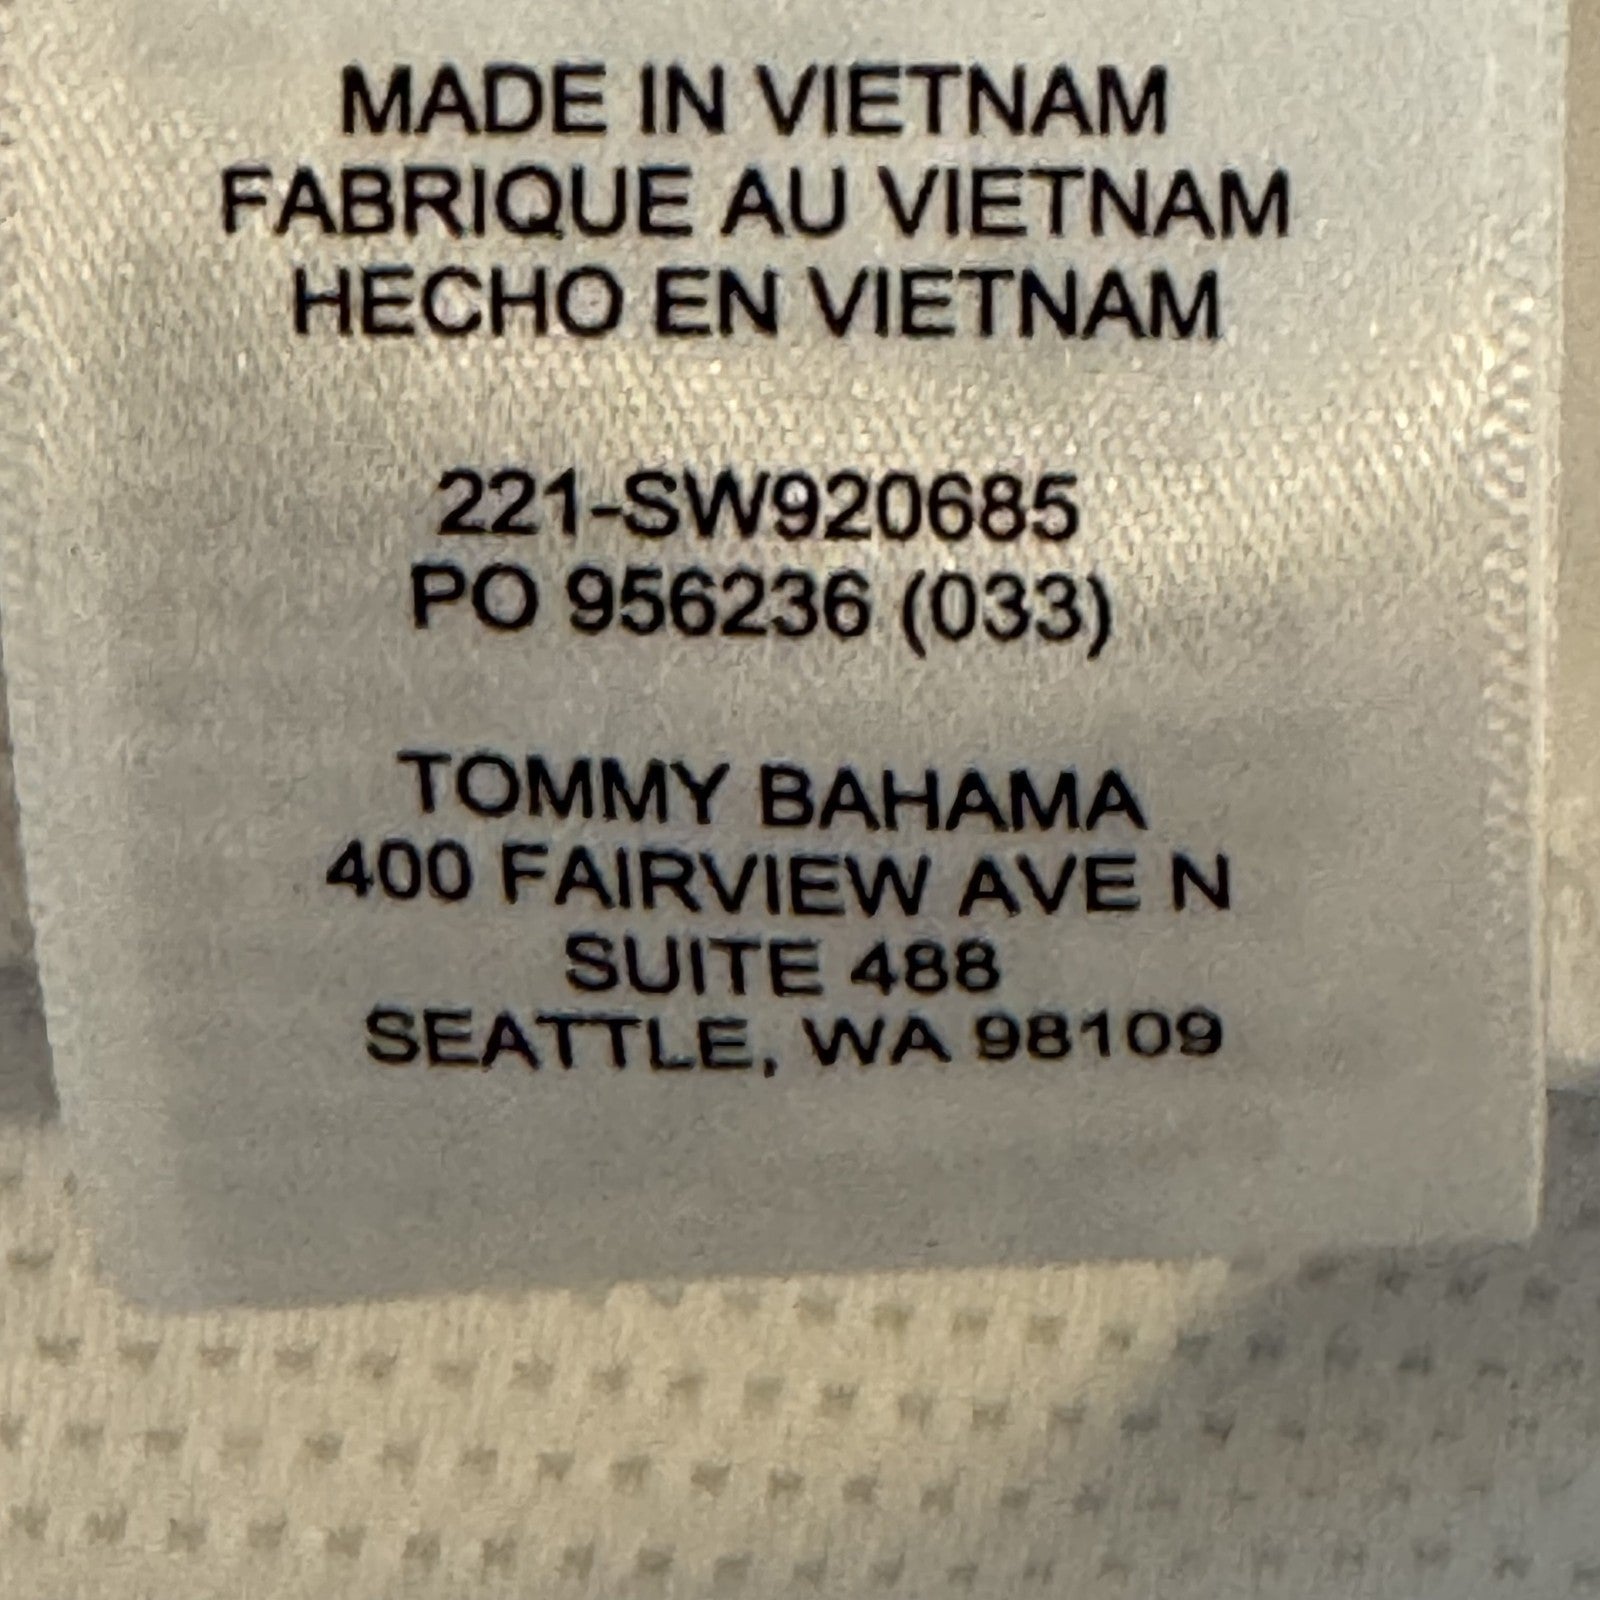 MADE IN VIETNAM
FABRIQUE AU VIETNAM
HECHO EN VIETNAM
221-SW920685
PO 956236 (033)
TOMMY BAHAMA
400 FAIRVIEW AVE N
SUITE 488
SEATTLE, WA 98109